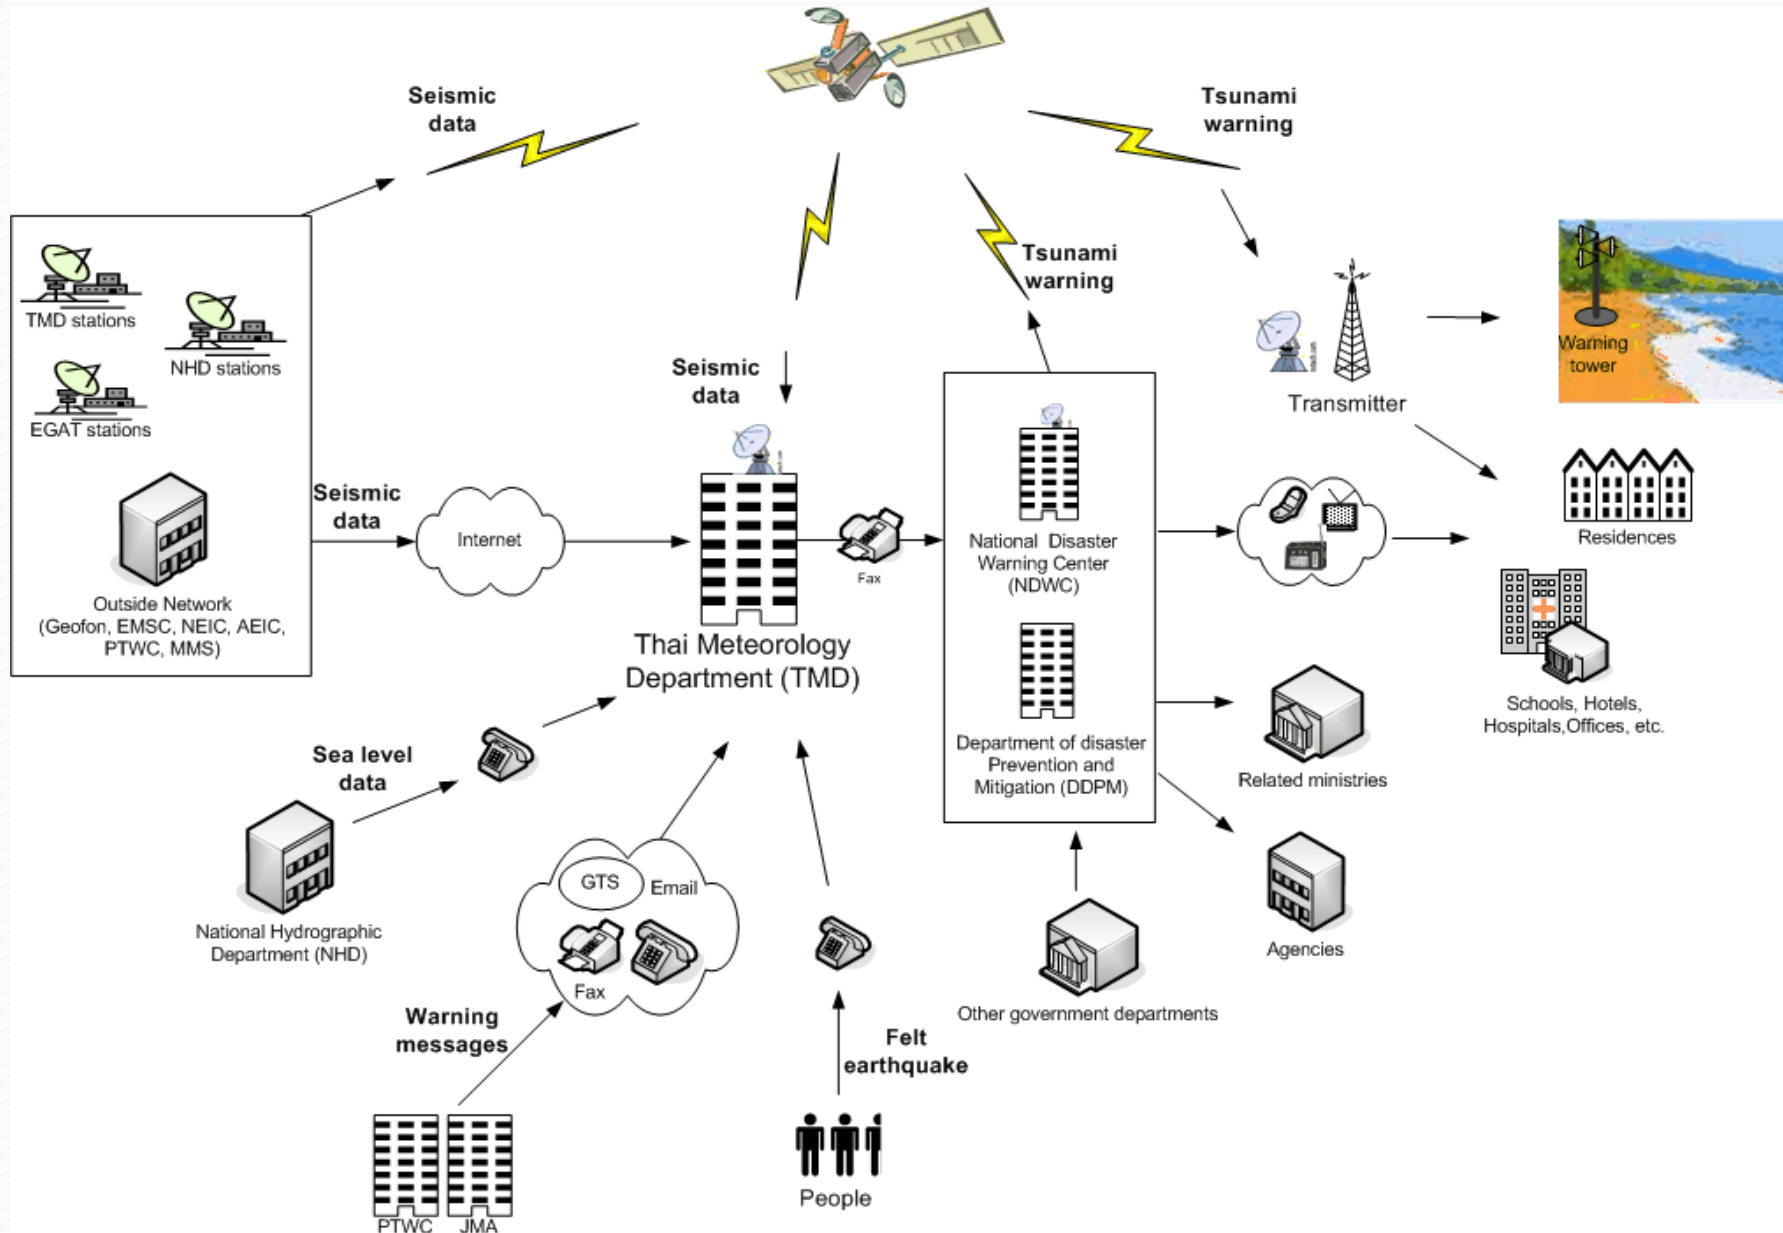 Seismic
data
Tsunami
warning
Tsunami
warning
TMD stations
NHD stations
EGAT stations
Outside Network
(Geofon, EMSC, NEIC, AEIC,
PTWC, MMS)
Seismic
data
Internet
Seismic
data
Thai Meteorology
Department (TMD)
Fax
National Disaster
Warning Center
(NDWC)
Department of disaster
Prevention and
Mitigation (DDPM)
Transmitter
Warning
tower
Residences
Schools, Hotels,
Hospitals,Offices, etc.
Related ministries
Agencies
Other government departments
Sea level
data
National Hydrographic
Department (NHD)
GTS
Email
Fax
Warning
messages
PTWC
JMA
Felt
earthquake
People